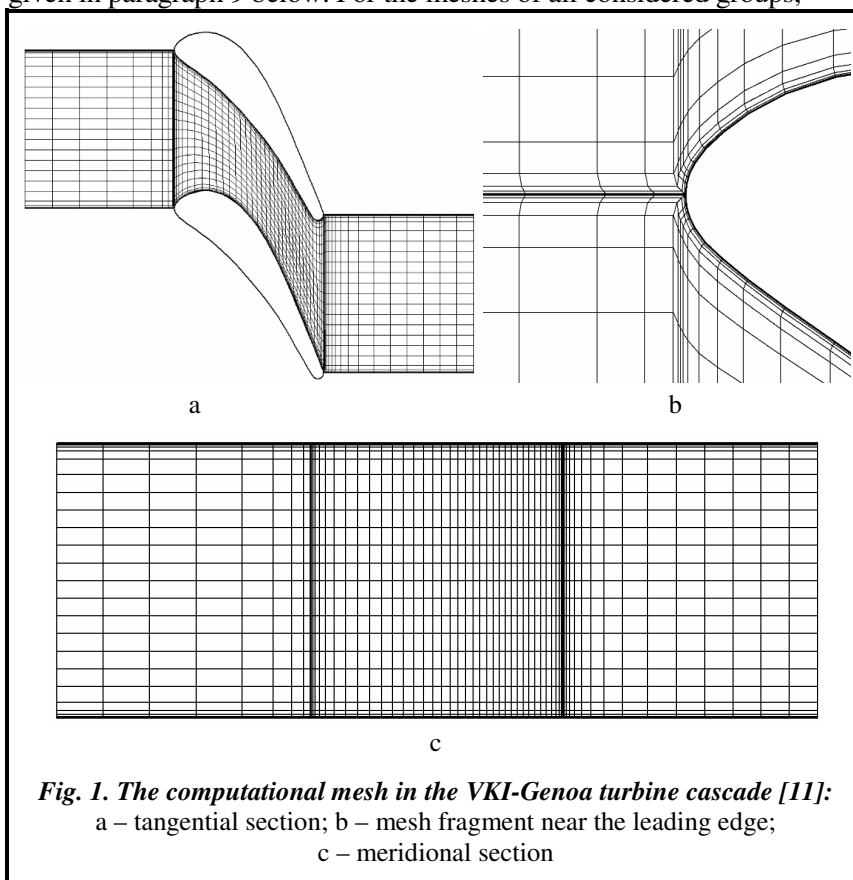 given in paragraph 9 below. For the meshes of all considered groups,
a
b
c
Fig. 1. The computational mesh in the VKI-Genoa turbine cascade [11]:
a – tangential section; b – mesh fragment near the leading edge;
c – meridional section